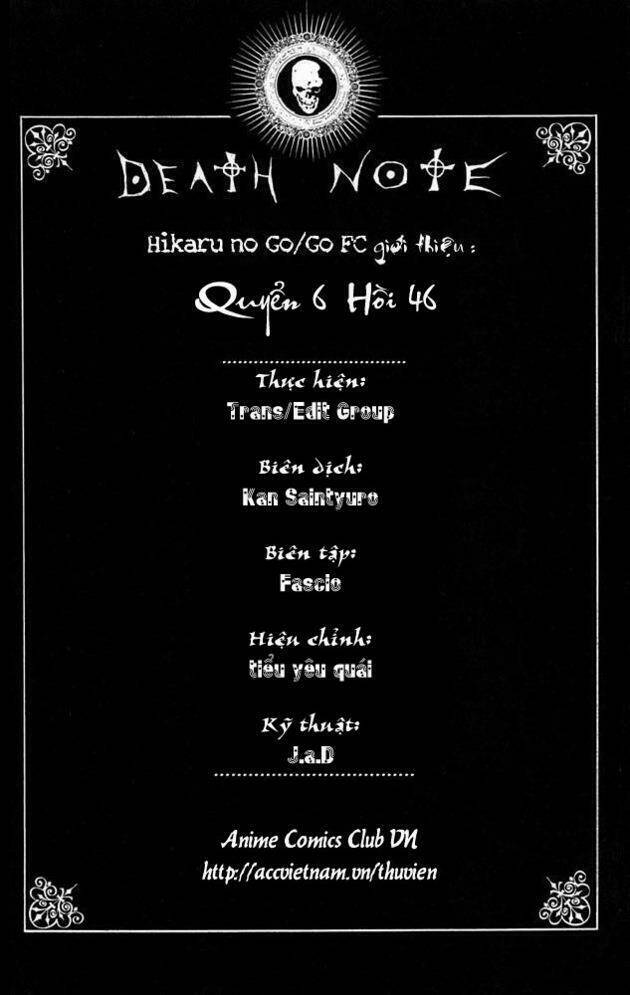 DEATH NOTE
Hikaru no Go/Go FC giới thiệu :
Quyển 6 Hồi 46
Thực hiện:
Trans/Edit Group
Biên dịch:
Kan Saintyuro
Biên tập:
Fascio
Hiệu chỉnh:
tiểu yêu quái
Kỹ thuật:
J.a.D
Anime Comics Club VN
http://accvietnam.vn/thuvien